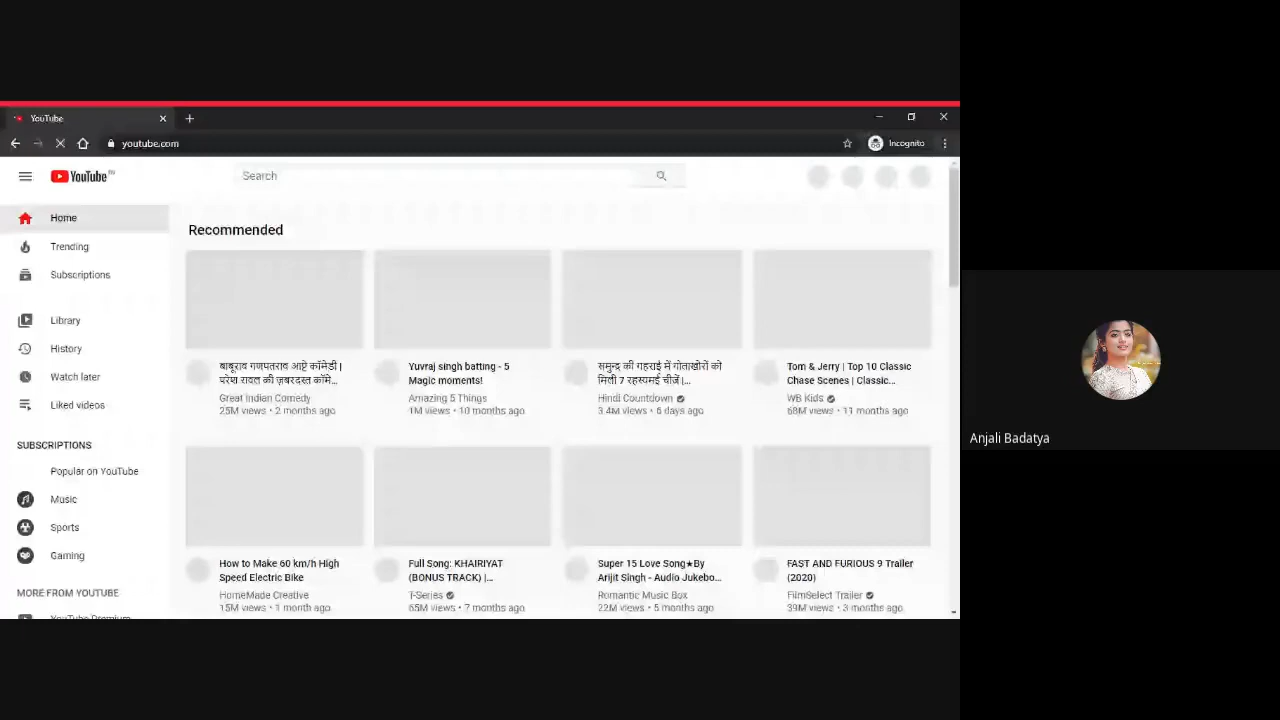 YouTube
youtube.com
Incognito
YouTube
Search
Home
Trending
Subscriptions
Library
History
Watch later
Liked videos
SUBSCRIPTIONS
Popular on YouTube
Music
Sports
Gaming
MORE FROM YOUTUBE
YouTube Premium
Recommended
बाबूराव गणपतराव आप्टे कॉमेडी |
परेश रावल की ज़बरदस्त कॉमे...
Great Indian Comedy
25M views • 2 months ago
Yuvraj singh batting - 5
Magic moments!
Amazing 5 Things
1M views • 10 months ago
समुन्द्र की गहराई में गोताखोरों को
मिली 7 रहस्यमई चीज़ें |...
Hindi Countdown
3.4M views • 6 days ago
Tom & Jerry | Top 10 Classic
Chase Scenes | Classic...
WB Kids
68M views • 11 months ago
How to Make 60 km/h High
Speed Electric Bike
HomeMade Creative
15M views • 1 month ago
Full Song: KHAIRIYAT
(BONUS TRACK) |...
T-Series
65M views • 7 months ago
Super 15 Love Song★By
Arijit Singh - Audio Jukebo...
Romantic Music Box
22M views • 5 months ago
FAST AND FURIOUS 9 Trailer
(2020)
FilmSelect Trailer
39M views • 3 months ago
Anjali Badatya